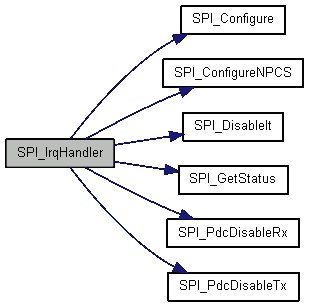 SPI_Configure
SPI_ConfigureNPCS
SPI_IrqHandler
SPI_DisableIt
SPI_GetStatus
SPI_PdcDisableRx
SPI_PdcDisableTx